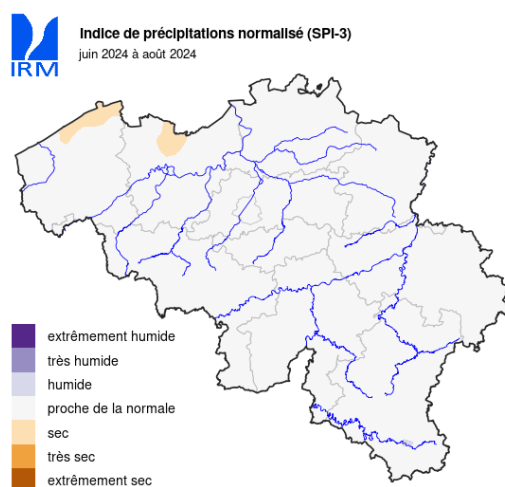 Indice de précipitations normalisé (SPI-3)
juin 2024 à août 2024
IRM
extrêmement humide
très humide
humide
proche de la normale
sec
très sec
extrêmement sec